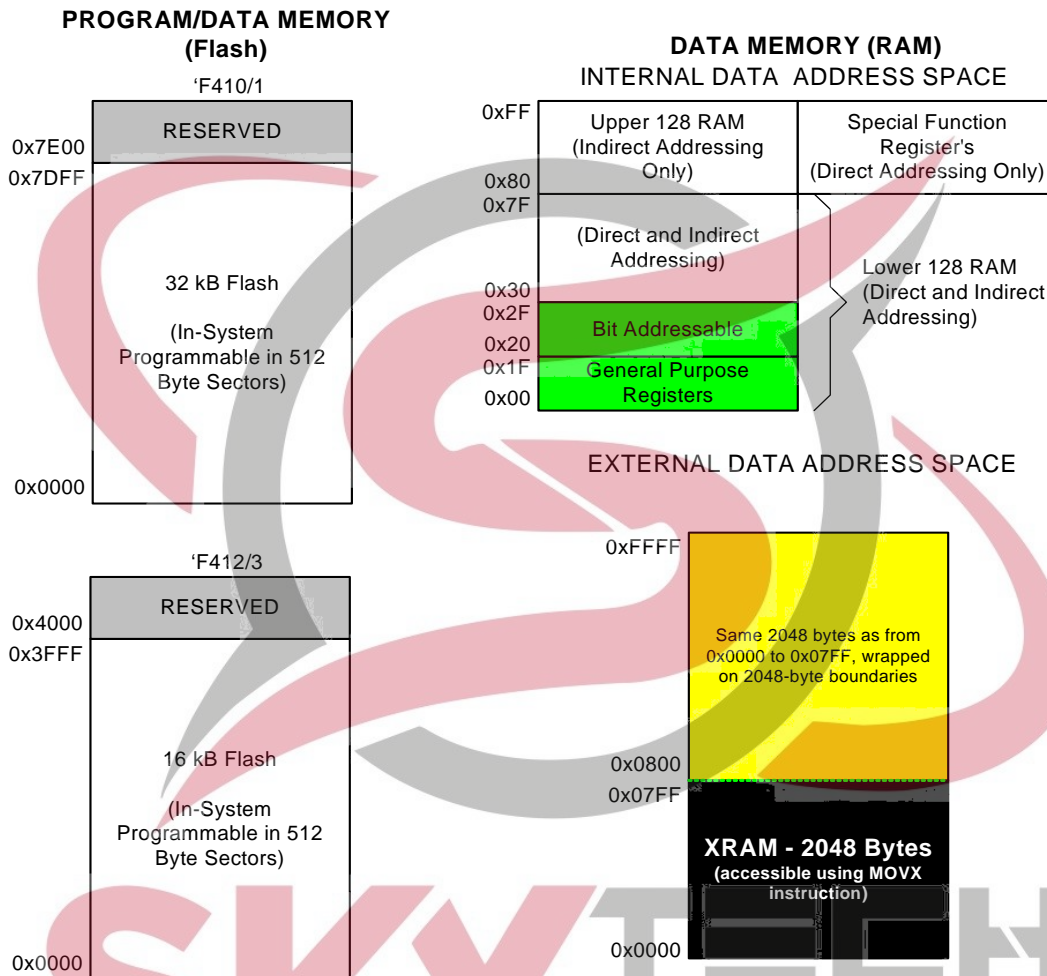 PROGRAM/DATA MEMORY
(Flash)
'F410/1
RESERVED
0x7E00
0x7DFF
32 kB Flash
(In-System
Programmable in 512
Byte Sectors)
0x0000
'F412/3
RESERVED
0x4000
0x3FFF
16 kB Flash
(In-System
Programmable in 512
Byte Sectors)
0x0000
DATA MEMORY (RAM)
INTERNAL DATA ADDRESS SPACE
0xFF
Upper 128 RAM
(Indirect Addressing
Only)
Special Function
Register's
(Direct Addressing Only)
0x80
0x7F
(Direct and Indirect
Addressing)
Lower 128 RAM
(Direct and Indirect
Addressing)
0x30
0x2F
Bit Addressable
0x20
0x1F
General Purpose
Registers
0x00
EXTERNAL DATA ADDRESS SPACE
0xFFFF
Same 2048 bytes as from
0x0000 to 0x07FF, wrapped
on 2048-byte boundaries
0x0800
0x07FF
XRAM - 2048 Bytes
(accessible using MOVX
instruction)
0x0000
SKYTECH